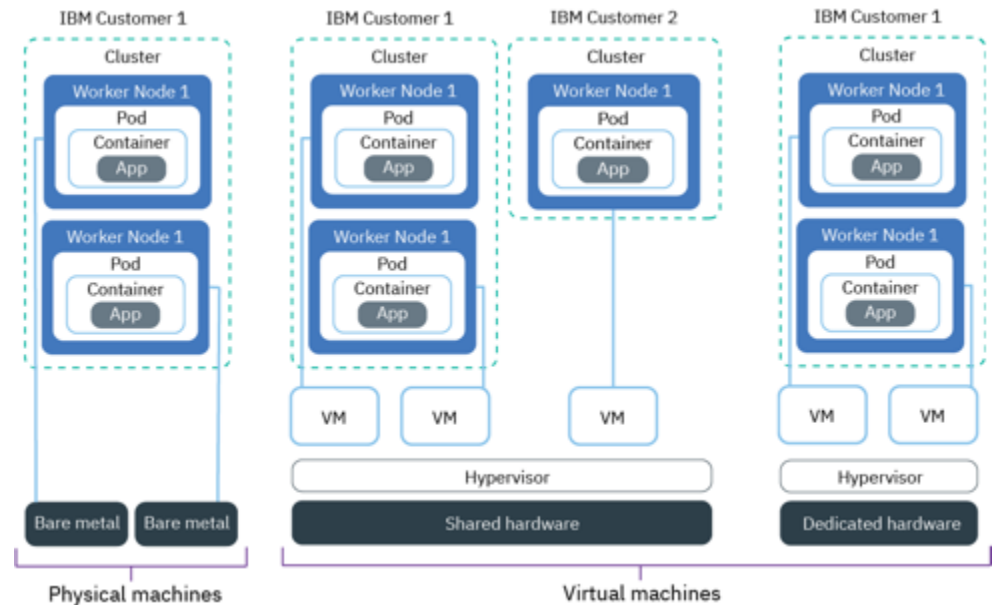 IBM Customer 1
Cluster
Worker Node 1
Pod
Container
App
Worker Node 1
Pod
Container
App
Bare metal
Bare metal
Physical machines
IBM Customer 1
Cluster
Worker Node 1
Pod
Container
App
Worker Node 1
Pod
Container
App
VM
VM
IBM Customer 2
Cluster
Worker Node 1
Pod
Container
App
VM
Hypervisor
Shared hardware
IBM Customer 1
Cluster
Worker Node 1
Pod
Container
App
Worker Node 1
Pod
Container
App
VM
VM
Hypervisor
Dedicated hardware
Virtual machines